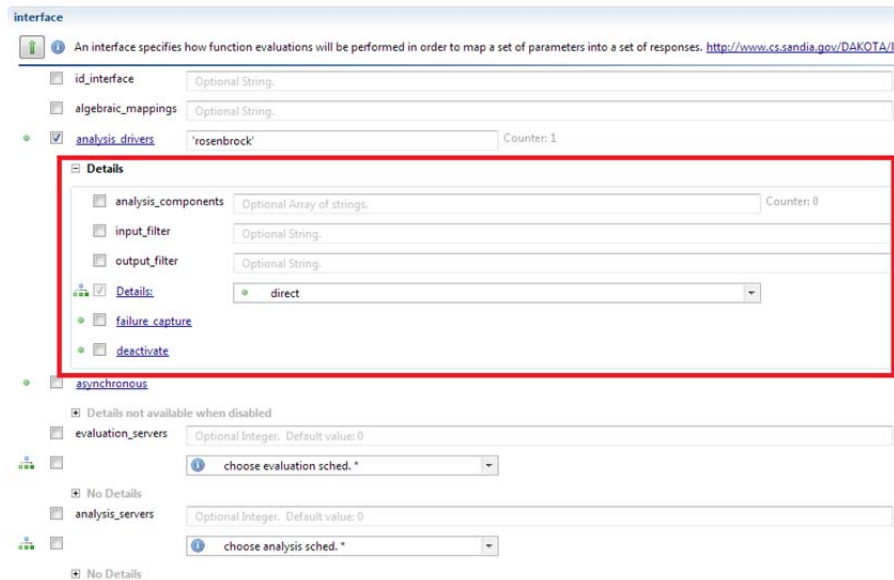 interface
An interface specifies how function evaluations will be performed in order to map a set of parameters into a set of responses. http://www.cs.sandia.gov/DAKOTA/l
id_interface Optional String.
algebraic_mappings Optional String.
analysis_drivers 'rosenbrock' Counter: 1
Details
analysis_components Optional Array of strings. Counter: 0
input_filter Optional String.
output_filter Optional String.
Details: direct
failure_capture
deactivate
asynchronous
Details not available when disabled
evaluation_servers Optional Integer. Default value: 0
choose evaluation sched. *
No Details
analysis_servers Optional Integer. Default value: 0
choose analysis sched. *
No Details